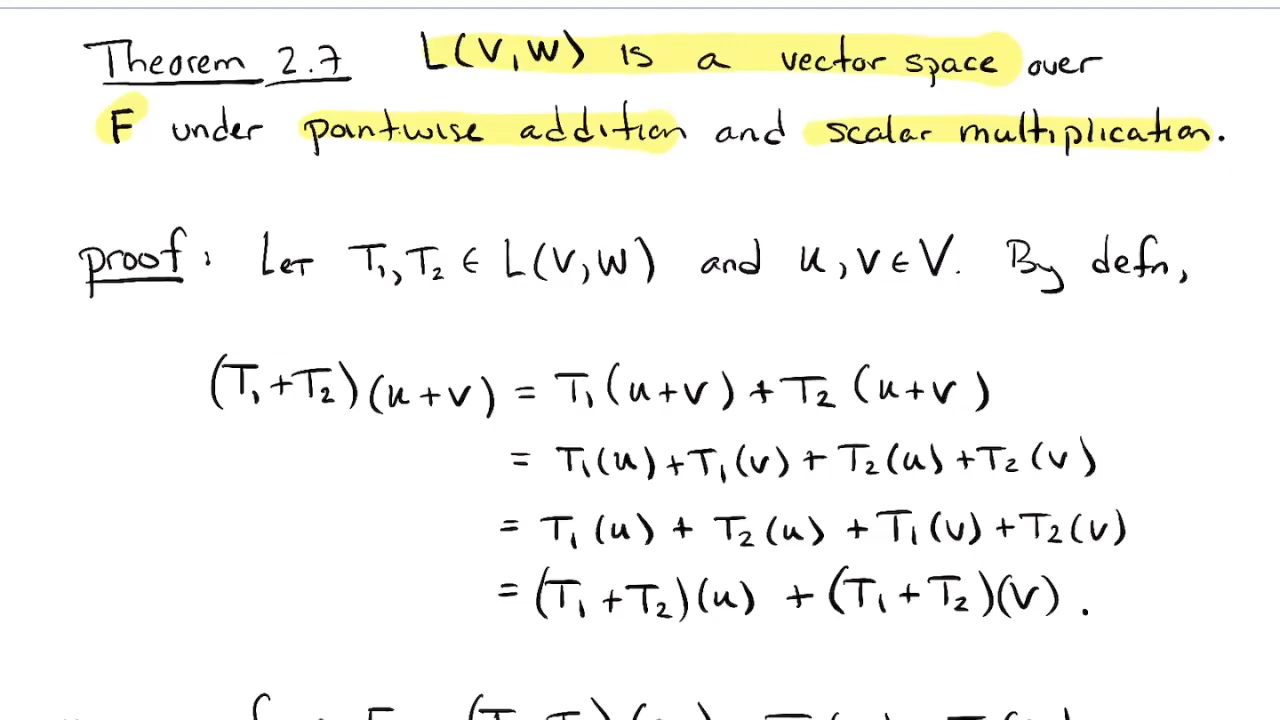 Theorem 2.7 L(V,W) is a vector space over
F under pointwise addition and scalar multiplication.
proof: Let T₁,T₂ ∈ L(V,W) and u,v ∈ V. By defn,
(T₁+T₂)(u+v) = T₁(u+v) + T₂(u+v)
= T₁(u)+T₁(v)+T₂(u)+T₂(v)
= T₁(u) + T₂(u) + T₁(v)+T₂(v)
= (T₁+T₂)(u) + (T₁+T₂)(v).